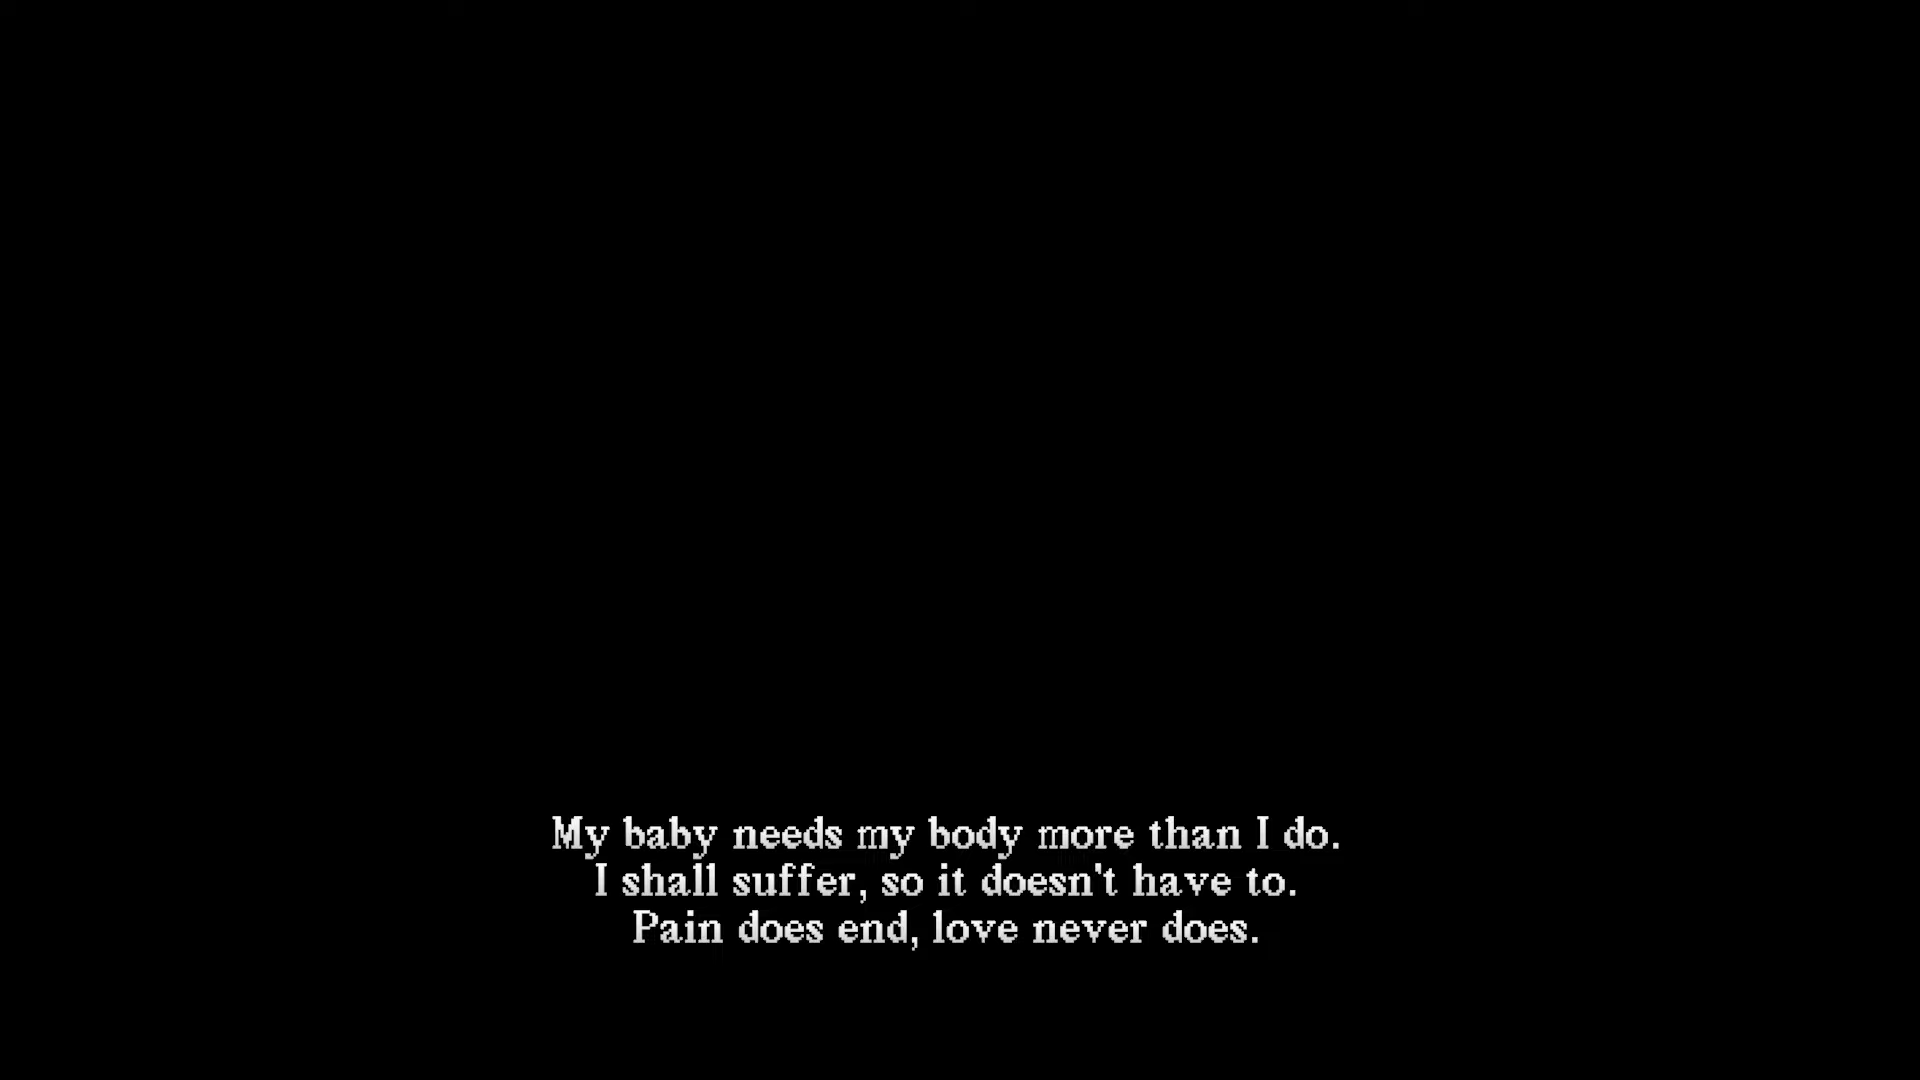 My baby needs my body more than I do.
I shall suffer, so it doesn't have to.
Pain does end, love never does.